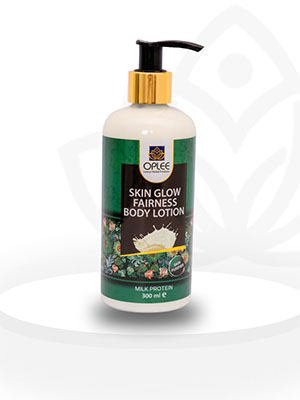 OPLEE
SKIN GLOW
FAIRNESS
BODY LOTION
MILK PROTEIN
300 ml e